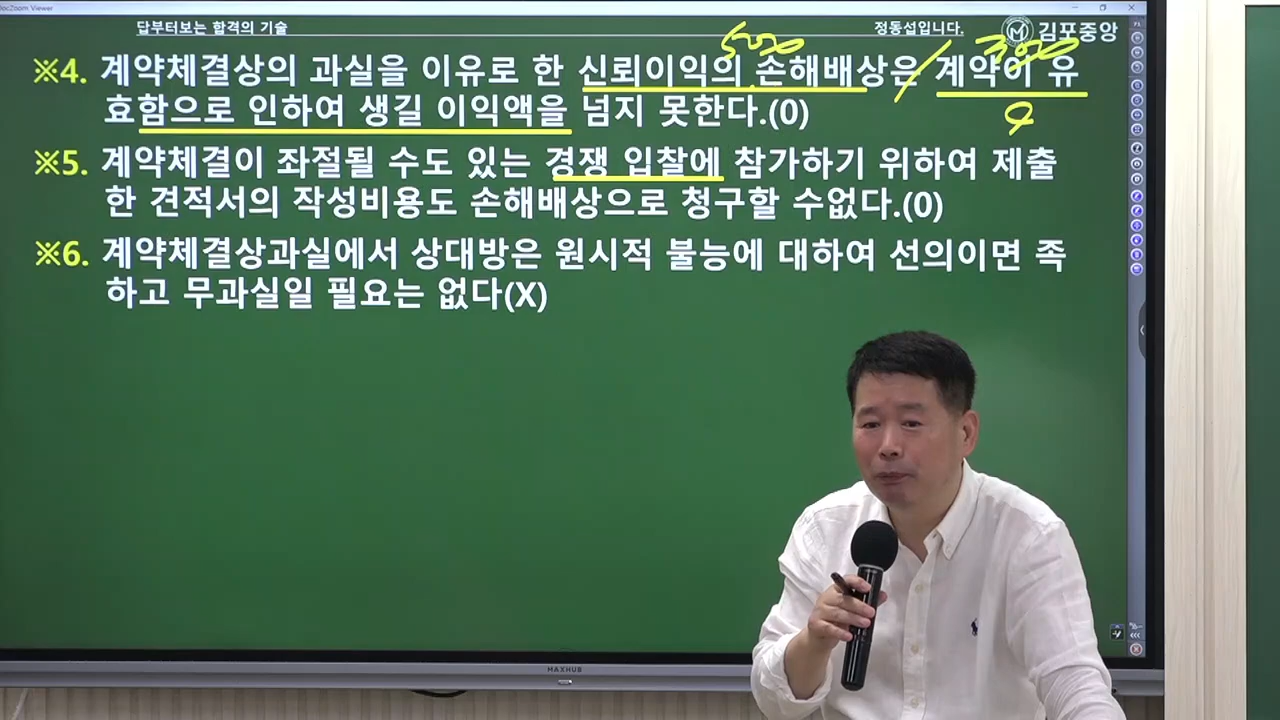 답부터보는 합격의 기술
정동섭입니다.
김포중앙
※4. 계약체결상의 과실을 이유로 한 신뢰이익의 손해배상은 계약이 유
효함으로 인하여 생길 이익액을 넘지 못한다.(0)
※5. 계약체결이 좌절될 수도 있는 경쟁 입찰에 참가하기 위하여 제출
한 견적서의 작성비용도 손해배상으로 청구할 수없다.(0)
※6. 계약체결상과실에서 상대방은 원시적 불능에 대하여 선의이면 족
하고 무과실일 필요는 없다(X)
MAXHUB